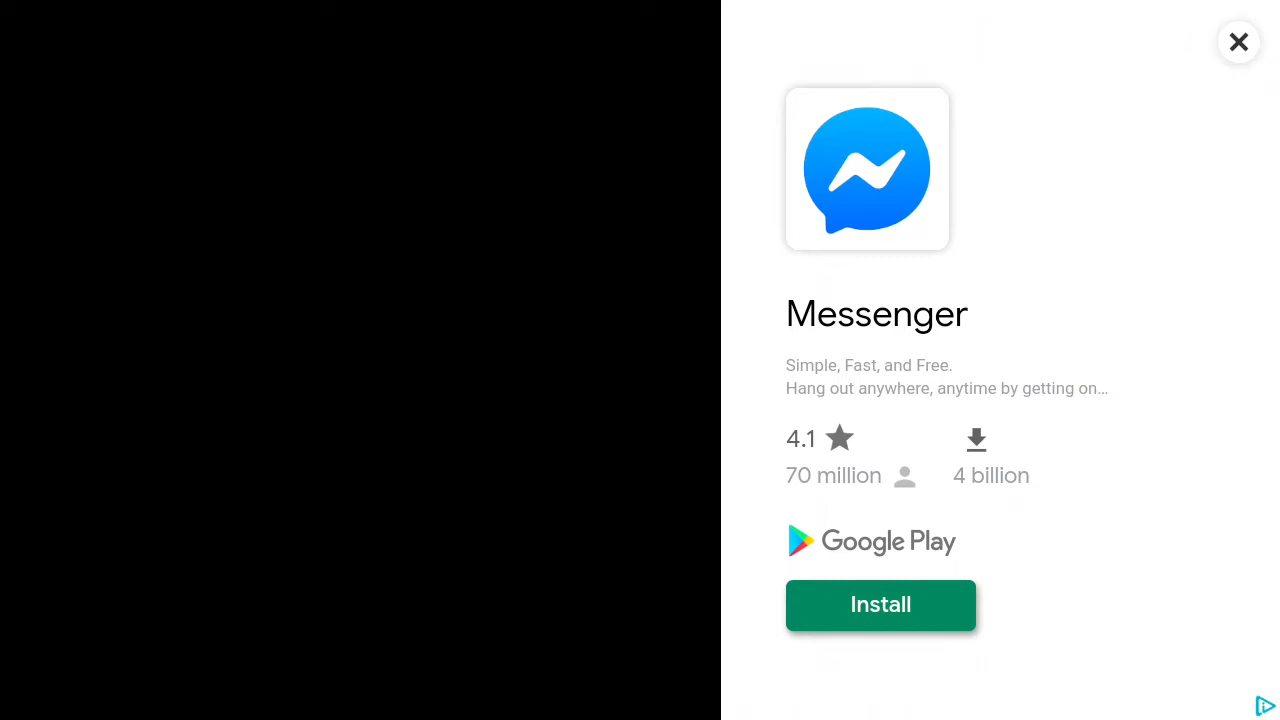 Messenger
Simple, Fast, and Free.
Hang out anywhere, anytime by getting on...
4.1
70 million
4 billion
Google Play
Install